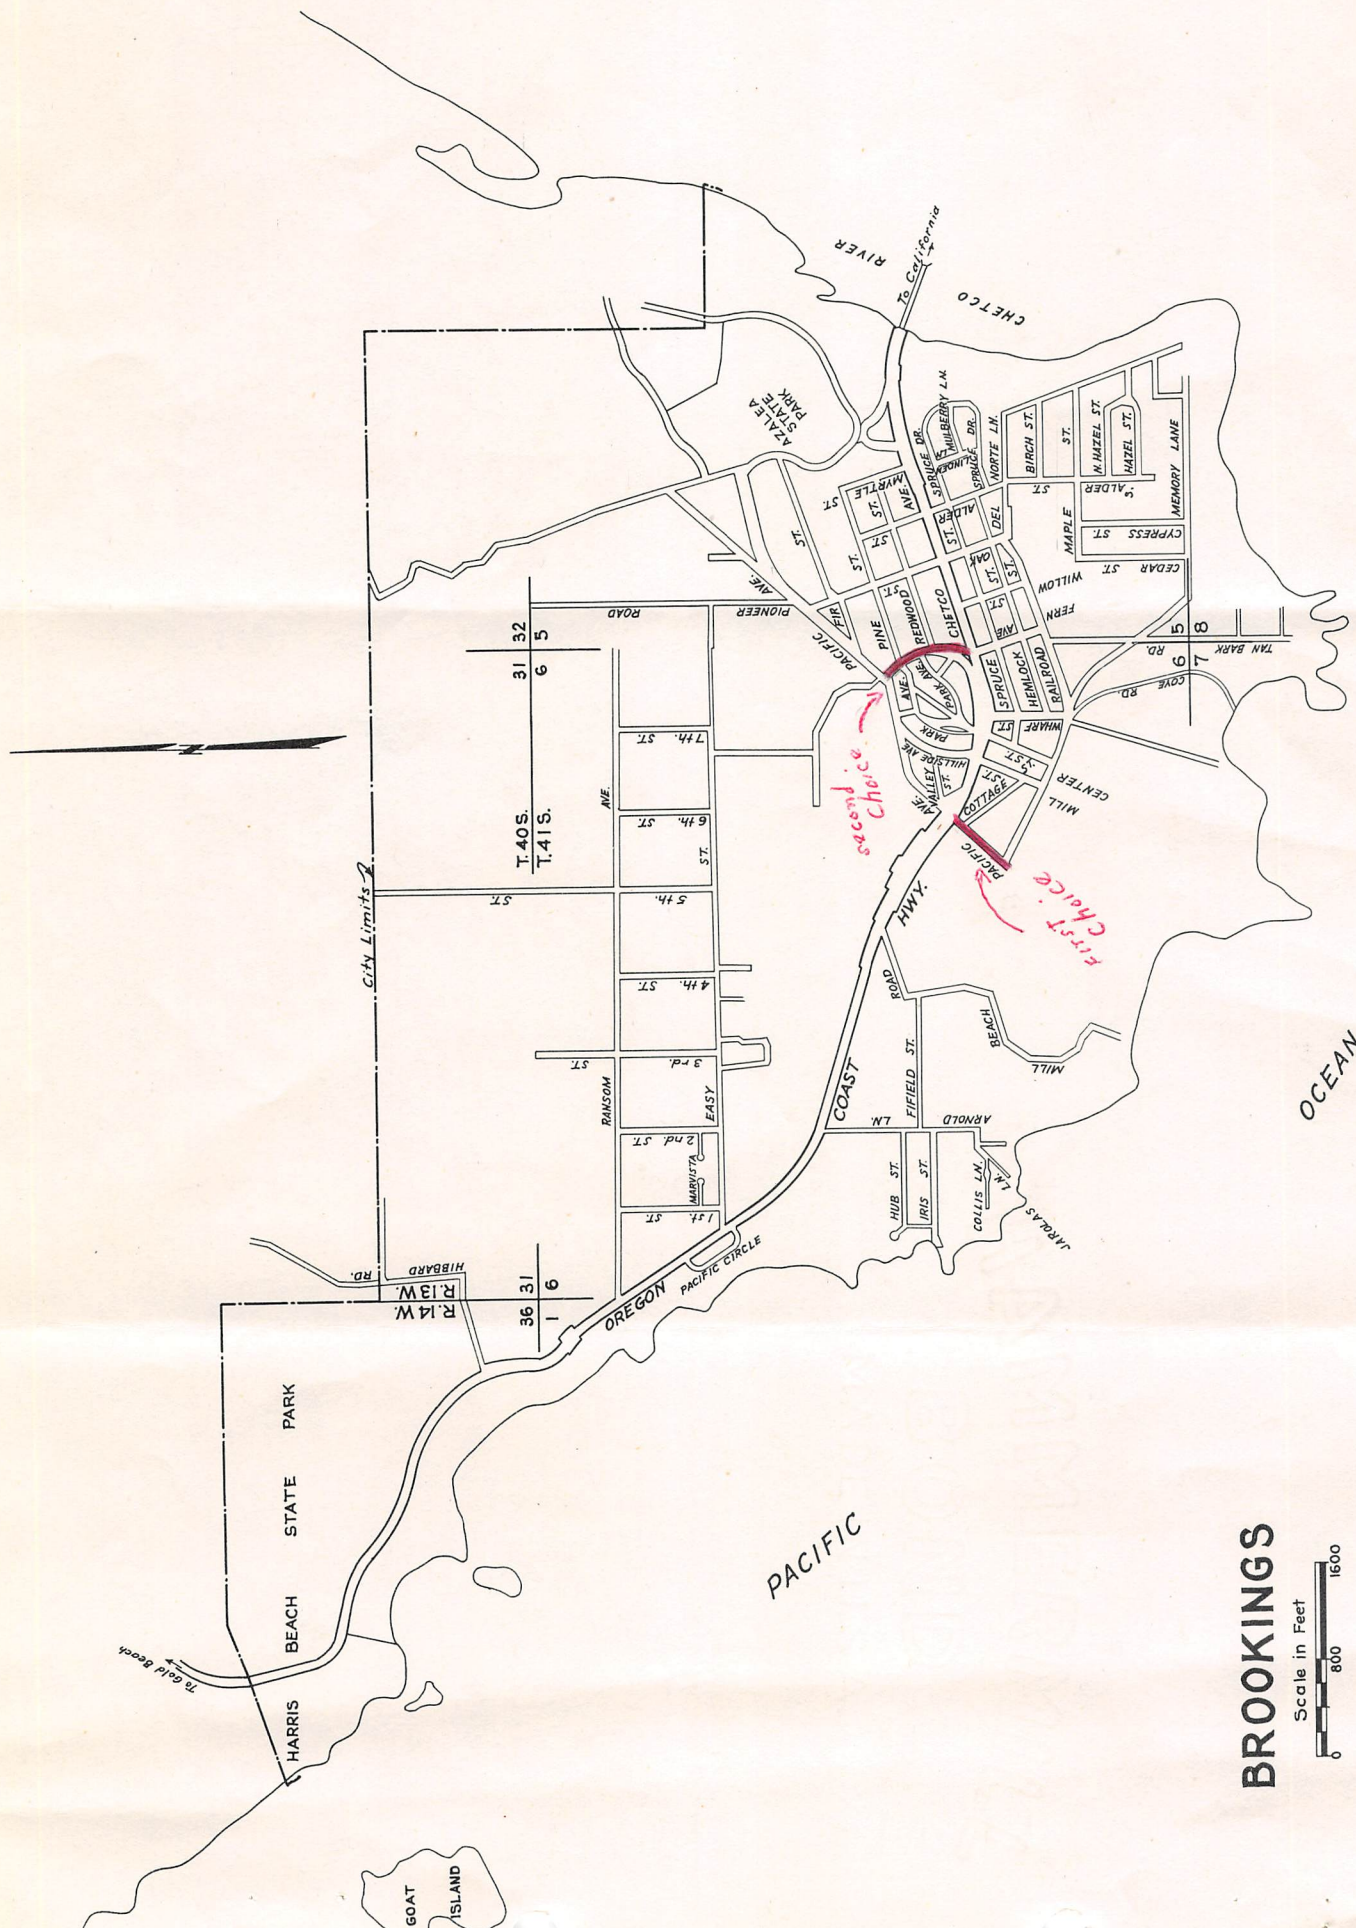 To Gold Beach
HARRIS BEACH STATE PARK
GOAT
ISLAND
City Limits
HIBBARD RD.
R.14W.
R.13W.
36 31
1 6
T.40S.
T.41S.
31 32
6 5
PIONEER ROAD
RANSOM AVE.
EASY ST.
1st. ST.
MARVISTA
2nd. ST.
3rd. ST.
4th. ST.
5th. ST.
6th. ST.
7th. ST.
OREGON COAST HWY.
PACIFIC CIRCLE
HUB ST.
IRIS ST.
FIFIELD ST.
ARNOLD LN.
COLLIS LN.
JAROLAS LN.
MILL BEACH ROAD
second
choice
first
choice
PACIFIC
PACIFIC AVE.
AZALEA
STATE
PARK
CHETCO RIVER
To California
FIR ST.
PINE ST.
REDWOOD ST.
CHETCO AVE.
PARK AVE.
PARK AVE.
HILLSIDE AVE.
VALLEY ST.
COTTAGE ST.
MILL
CENTER
WHARF ST.
SPRUCE ST.
HEMLOCK ST.
RAILROAD ST.
FERN AVE
WILLOW ST.
OAK ST.
ALDER ST.
MYRTLE ST.
SPRUCE DR.
MULBERRY LN.
LINDEN LN.
SPRUCE DR.
DEL NORTE LN.
BIRCH ST.
MAPLE ST.
N. HAZEL ST.
HAZEL ST.
S. ALDER ST.
MEMORY LANE
CYPRESS ST.
CEDAR ST.
TAN BARK RD.
COVE RD.
6 5
7 8
PACIFIC OCEAN
BROOKINGS
Scale in Feet
0 800 1600